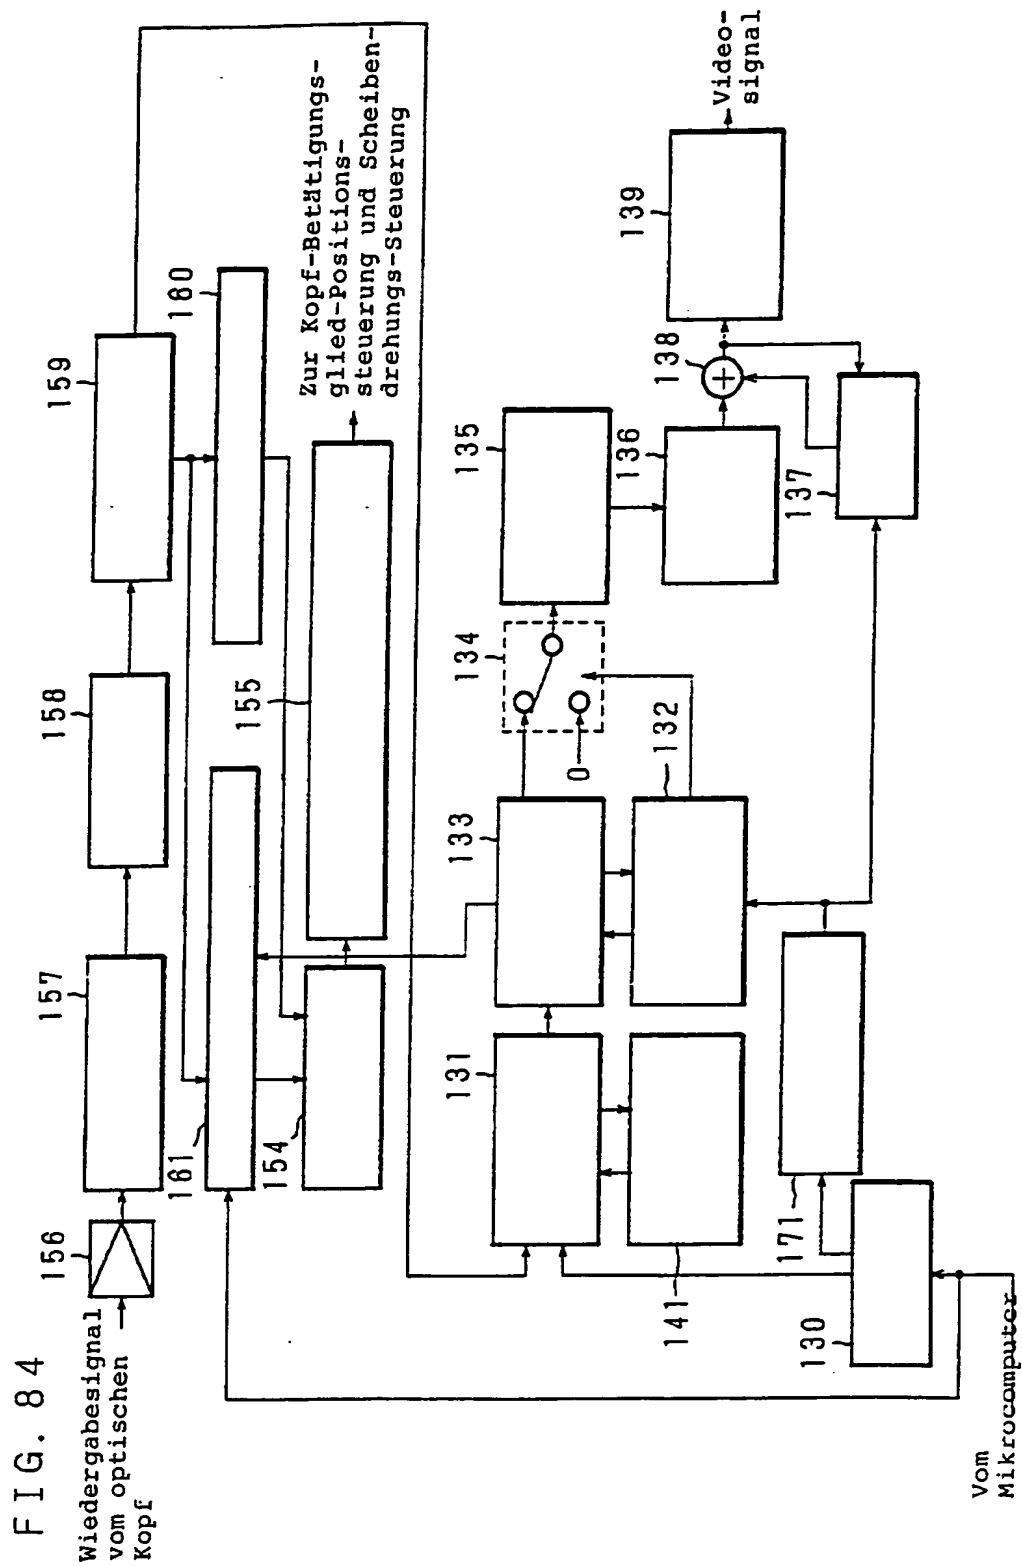 FIG. 84
Wiedergabesignal
vom optischen
Kopf
156
157
158
159
160
161
154
155
Zur Kopf-Betätigungs-
glied-Positions-
steuerung und Scheiben-
drehungs-Steuerung
131
133
134
135
0
132
136
138
139
137
Video-
signal
141
171
130
Vom
Mikrocomputer